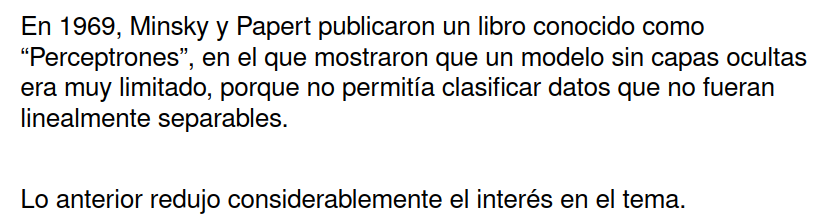 En 1969, Minsky y Papert publicaron un libro conocido como
“Perceptrones”, en el que mostraron que un modelo sin capas ocultas
era muy limitado, porque no permitía clasificar datos que no fueran
linealmente separables.
Lo anterior redujo considerablemente el interés en el tema.